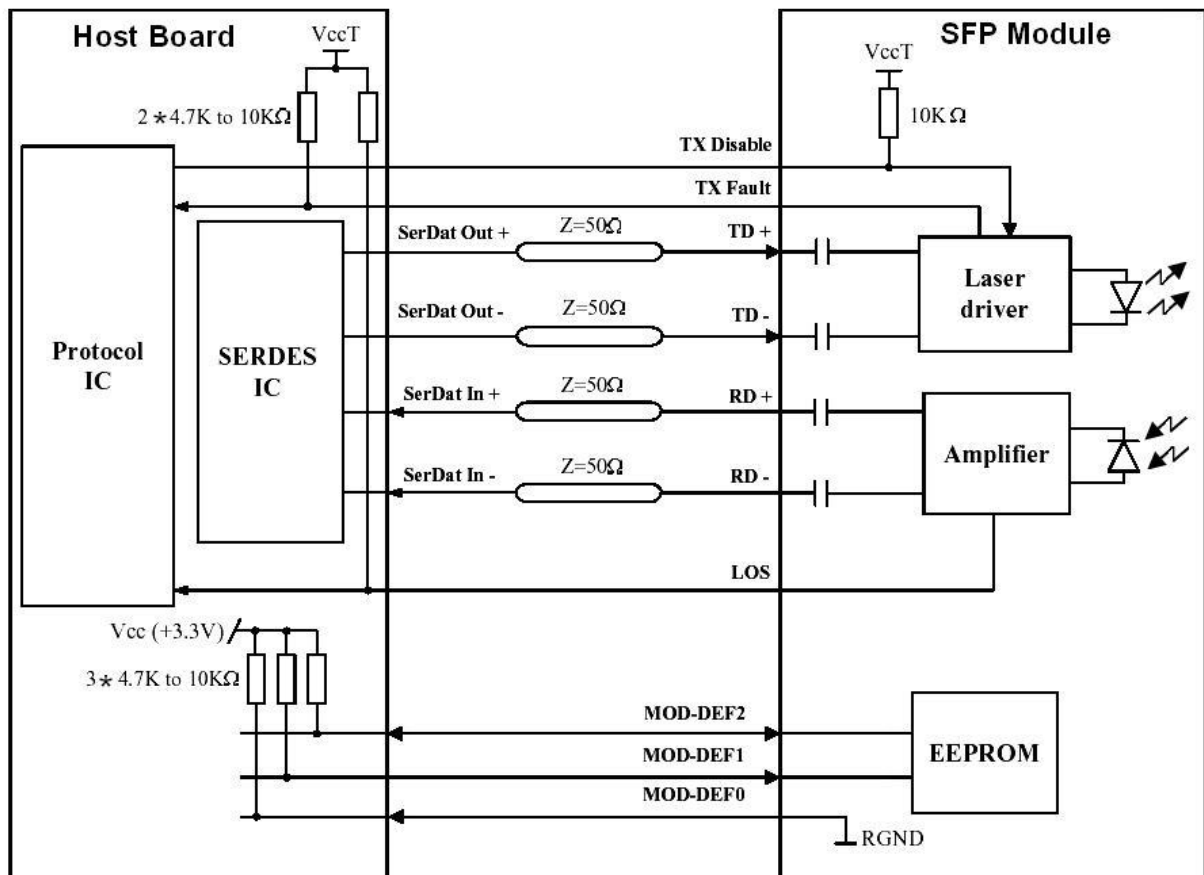 Host Board
SFP Module
VccT
VccT
2*4.7K to 10KΩ
10KΩ
TX Disable
TX Fault
SerDat Out +
Z=50Ω
TD +
SerDat Out -
Z=50Ω
TD -
Laser
driver
Protocol
IC
SERDES
IC
SerDat In +
Z=50Ω
RD +
Amplifier
SerDat In -
Z=50Ω
RD -
LOS
Vcc (+3.3V)
3*4.7K to 10KΩ
MOD-DEF2
MOD-DEF1
MOD-DEF0
EEPROM
RGND